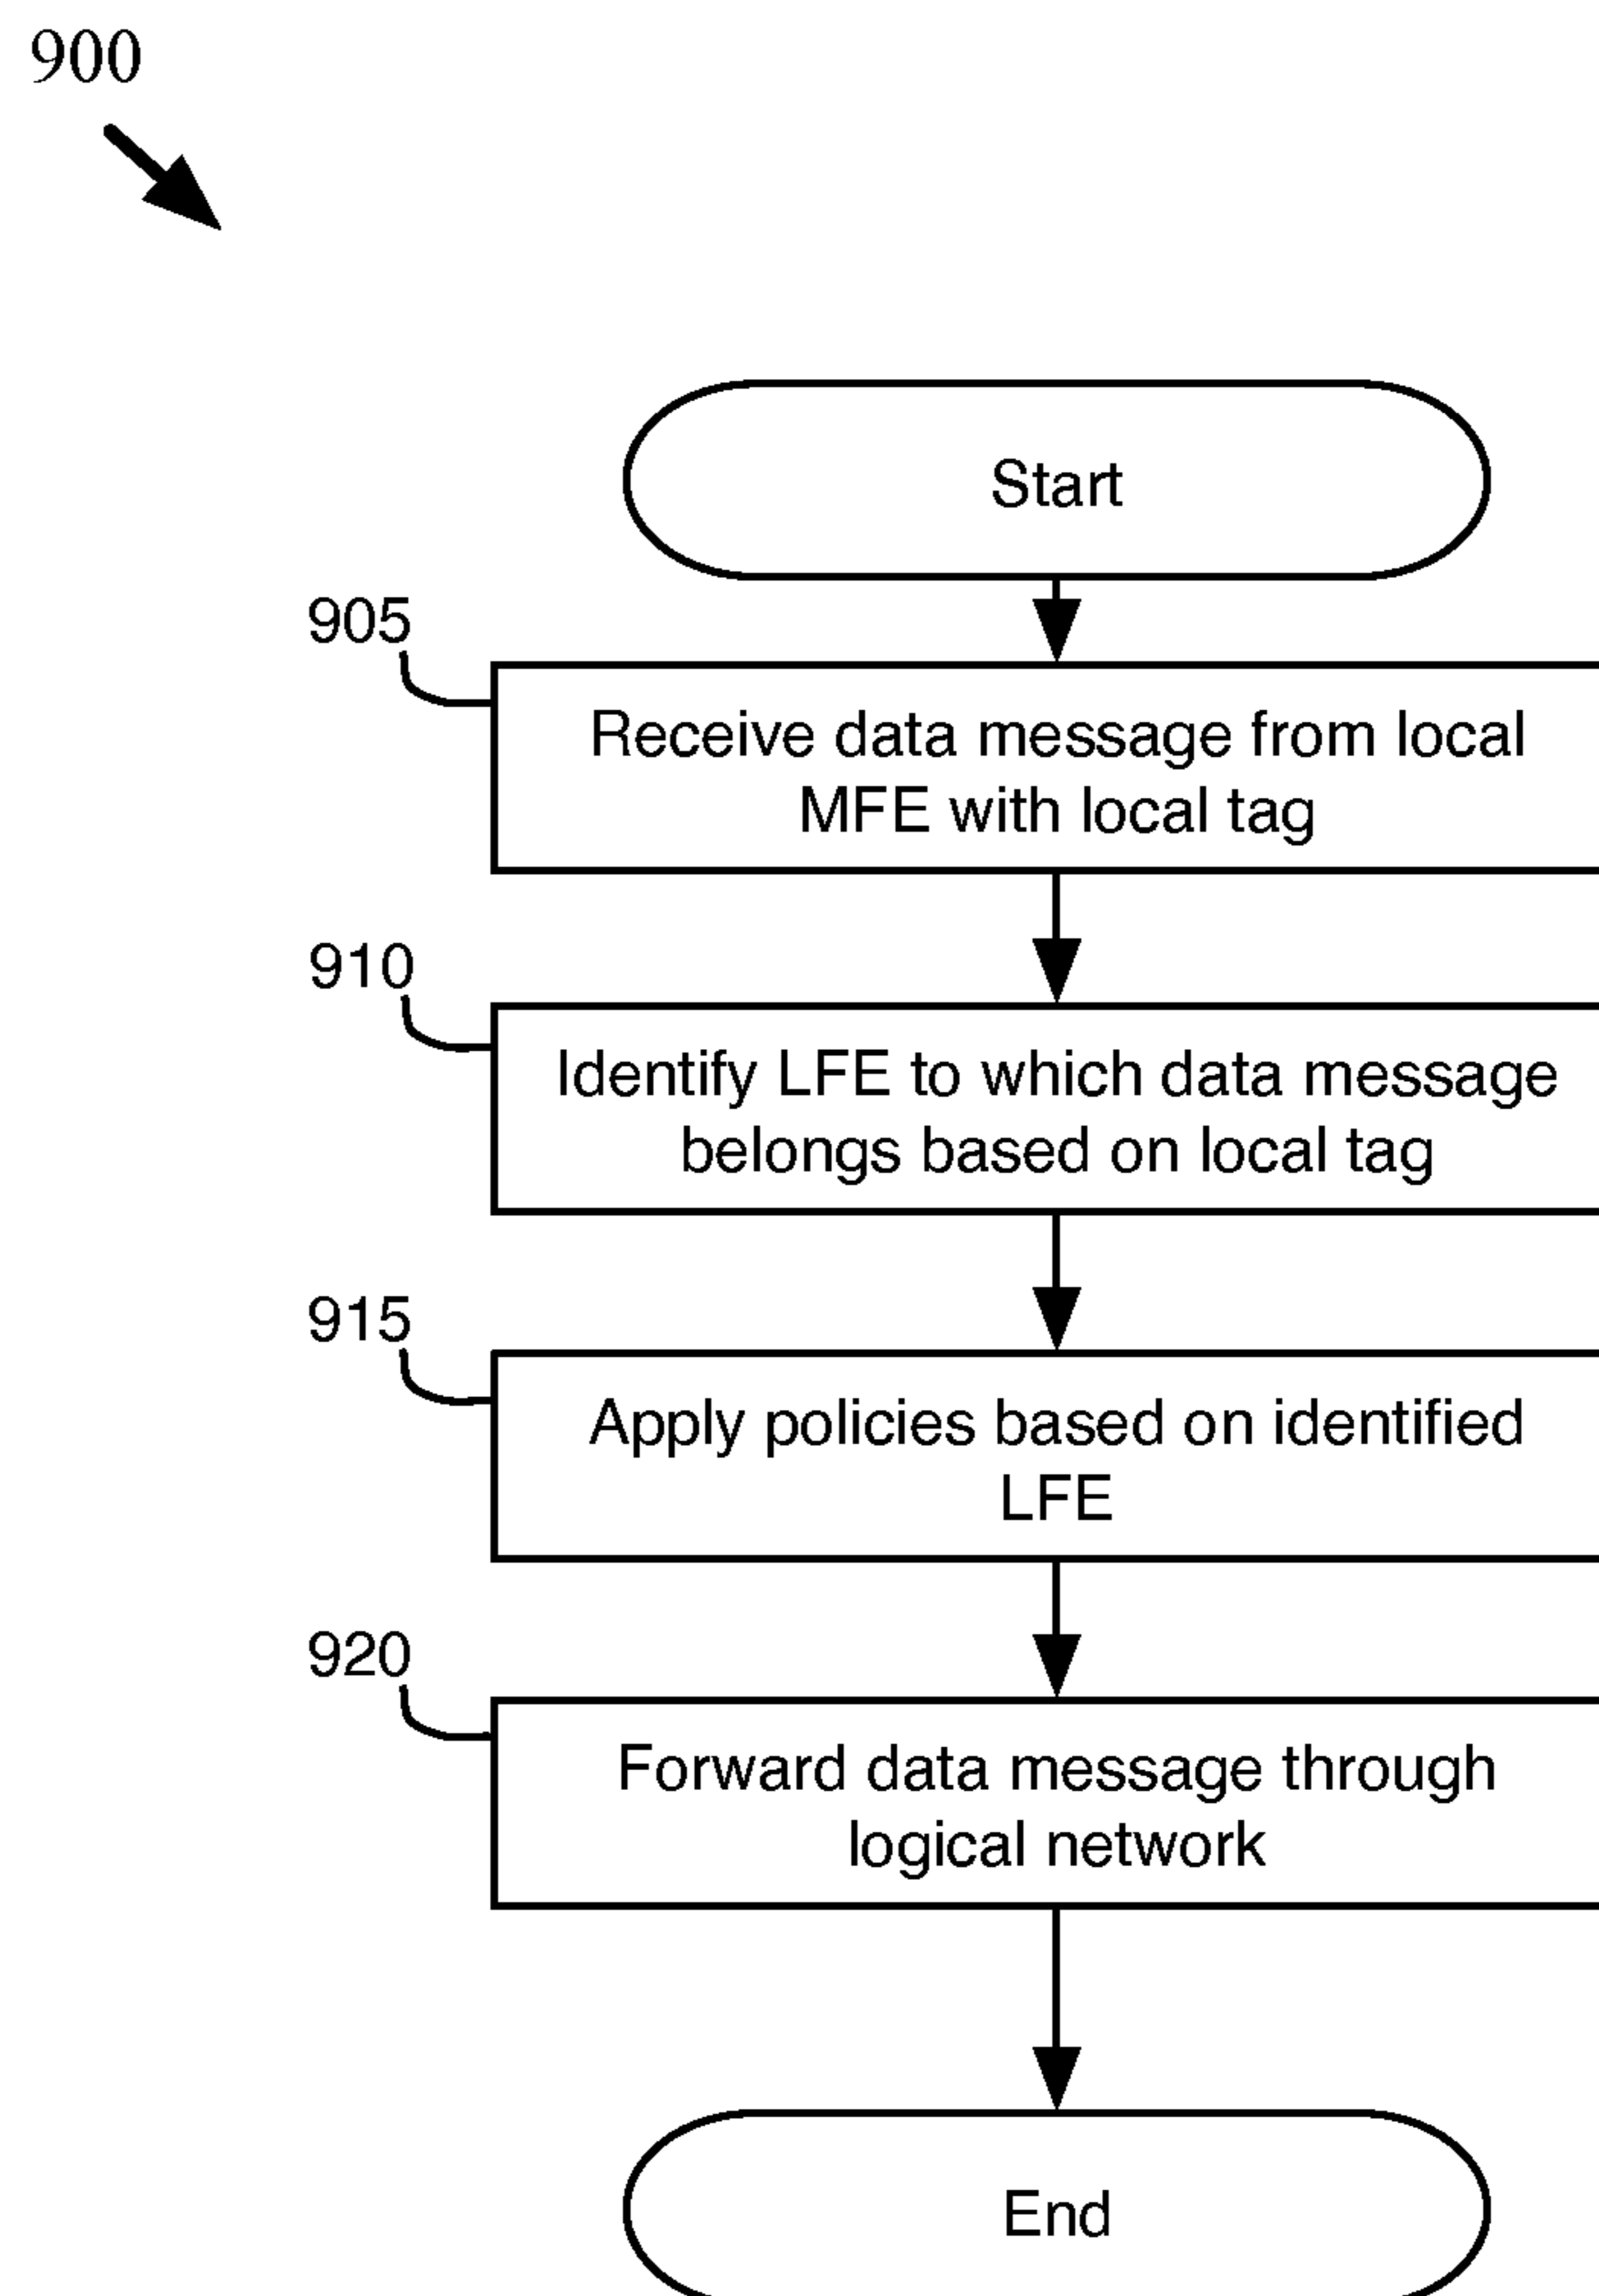 900
Start
905
Receive data message from local
MFE with local tag
910
Identify LFE to which data message
belongs based on local tag
915
Apply policies based on identified
LFE
920
Forward data message through
logical network
End